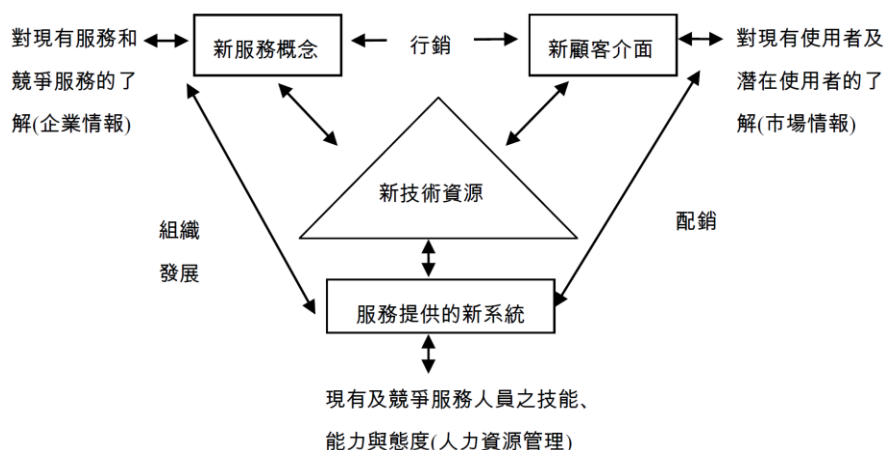 對現有服務和
競爭服務的了
解(企業情報)
新服務概念
行銷
新顧客介面
對現有使用者及
潛在使用者的了
解(市場情報)
新技術資源
組織
發展
配銷
服務提供的新系統
現有及競爭服務人員之技能、
能力與態度(人力資源管理)